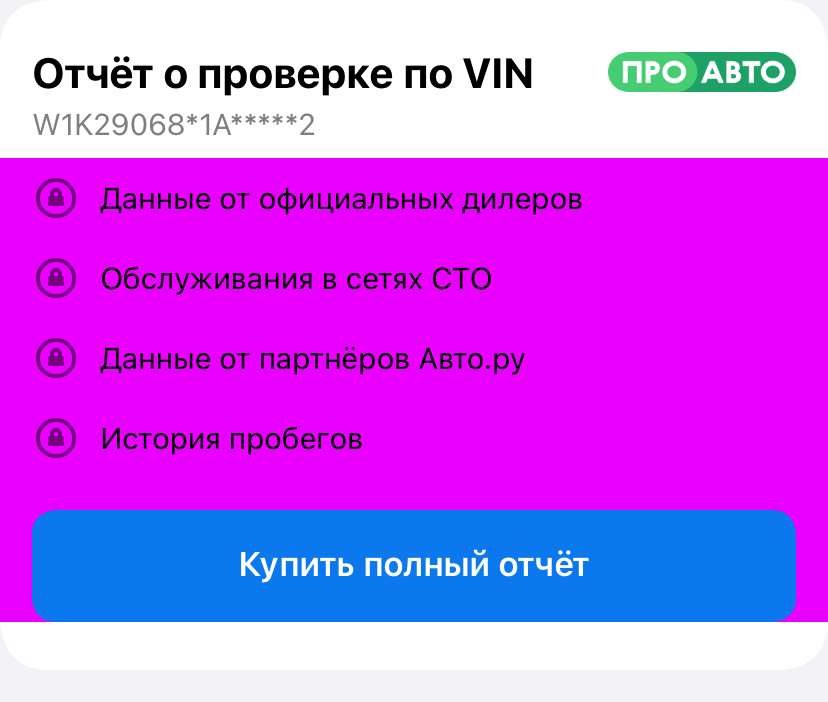 Отчёт о проверке по VIN
ПРО АВТО
W1K29068*1A*****2
Данные от официальных дилеров
Обслуживания в сетях СТО
Данные от партнёров Авто.ру
История пробегов
Купить полный отчёт